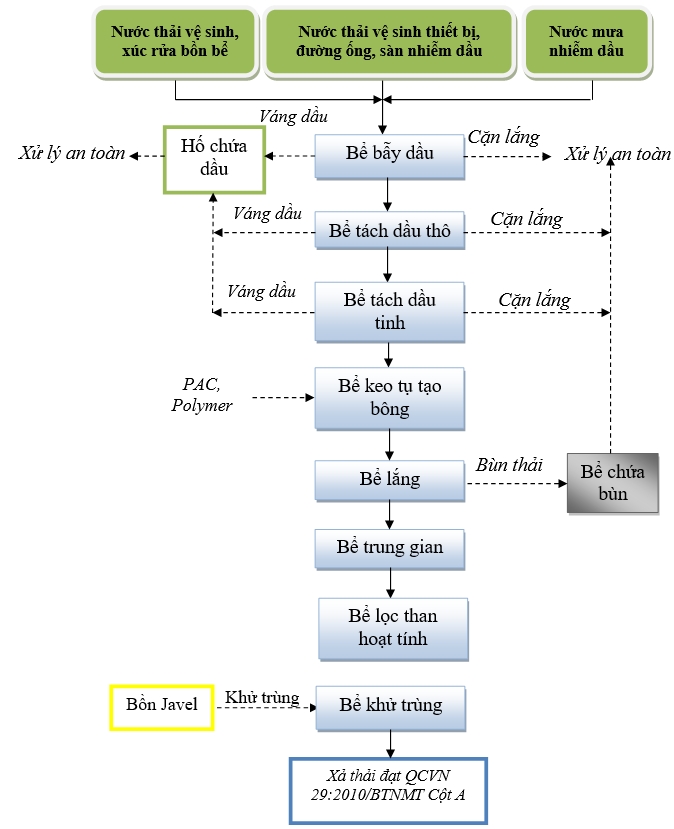 Nước thải vệ sinh,
xúc rửa bồn bể
Nước thải vệ sinh thiết bị,
đường ống, sàn nhiễm dầu
Nước mưa
nhiễm dầu
Váng dầu
Xử lý an toàn
Hố chứa
dầu
Bể bẫy dầu
Cặn lắng
Xử lý an toàn
Váng dầu
Bể tách dầu thô
Cặn lắng
Váng dầu
Bể tách dầu
tinh
Cặn lắng
PAC,
Polymer
Bể keo tụ tạo
bông
Bể lắng
Bùn thải
Bể chứa
bùn
Bể trung gian
Bể lọc than
hoạt tính
Bồn Javel
Khử trùng
Bể khử trùng
Xả thải đạt QCVN
29:2010/BTNMT Cột A